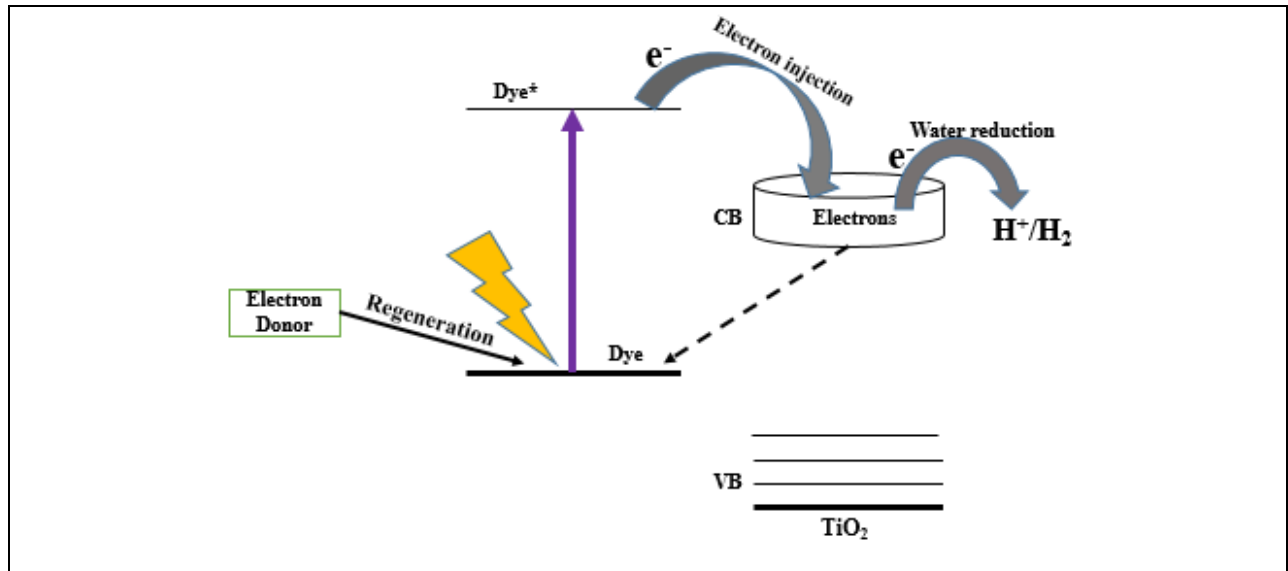 Electron injection
e⁻
Dye*
Water reduction
e⁻
CB
Electrons
H⁺/H₂
Electron
Donor
Regeneration
Dye
VB
TiO₂